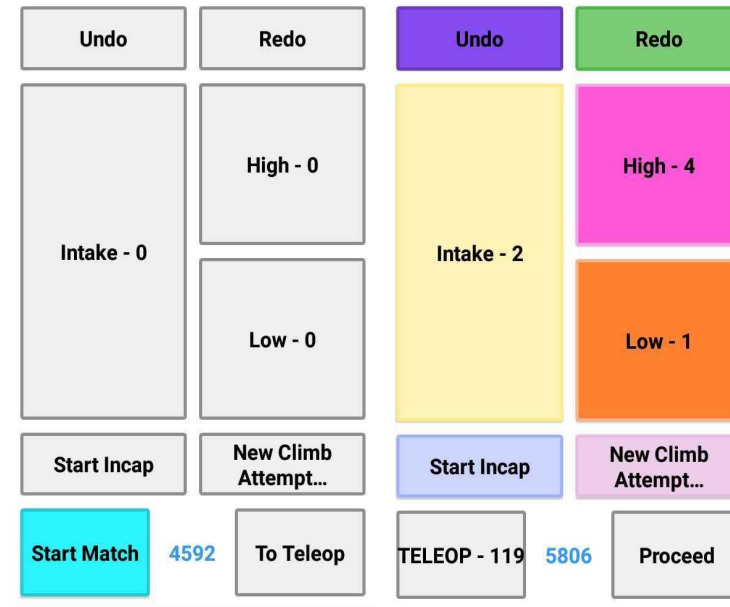 Undo Redo Undo Redo
High - 0 High - 4
Intake - 0 Intake - 2
Low - 0 Low - 1
Start Incap New Climb Start Incap New Climb
Attempt... Attempt...
Start Match 4592 To Teleop TELEOP - 119 5806 Proceed